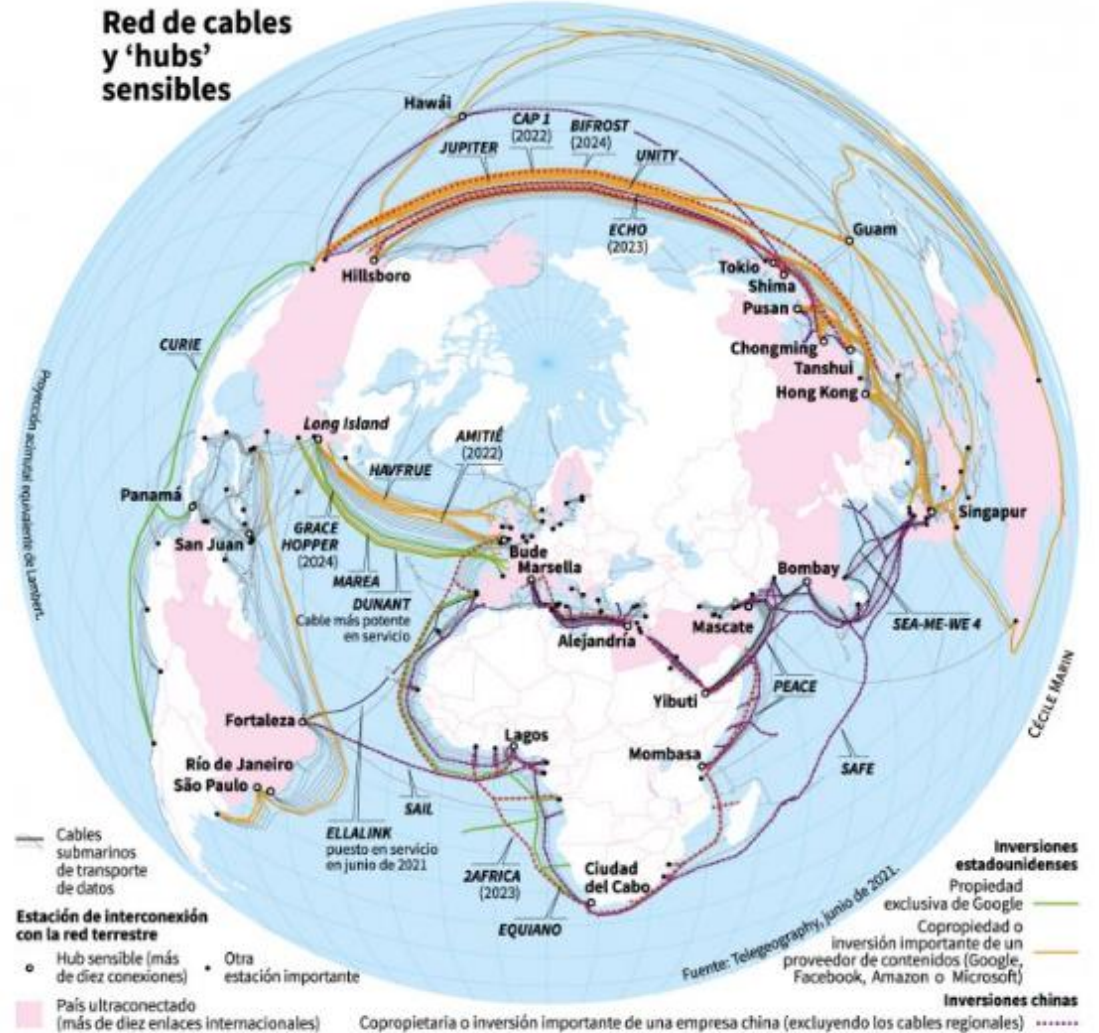 Red de cables
y ‘hubs’
sensibles
Hawái
CAP 1
(2022)
BIFROST
(2024)
JUPITER
UNITY
ECHO
(2023)
Guam
Hillsboro
Tokio
Shima
Pusan
Chongming
Tanshui
Hong Kong
CURIE
Proyección acimutal equivalente de Lambert.
Long Island
AMITIÉ
(2022)
HAVFRUE
Panamá
San Juan
GRACE
HOPPER
(2024)
MAREA
DUNANT
Cable más potente
en servicio
Bude
Marsella
Singapur
Bombay
Alejandría
Mascate
SEA-ME-WE 4
PEACE
Yibuti
CÉCILE MARIN
Fortaleza
Lagos
Mombasa
Río de Janeiro
São Paulo
SAFE
SAIL
ELLALINK
puesto en servicio
en junio de 2021
2AFRICA
(2023)
Ciudad
del Cabo
EQUIANO
Fuente: Telegeography, junio de 2021.
Cables
submarinos
de transporte
de datos
Estación de interconexión
con la red terrestre
Hub sensible (más
de diez conexiones)
Otra
estación importante
País ultraconectado
(más de diez enlaces internacionales)
Inversiones
estadounidenses
Propiedad
exclusiva de Google
Copropiedad o
inversión importante de un
proveedor de contenidos (Google,
Facebook, Amazon o Microsoft)
Inversiones chinas
Copropietaria o inversión importante de una empresa china (excluyendo los cables regionales)